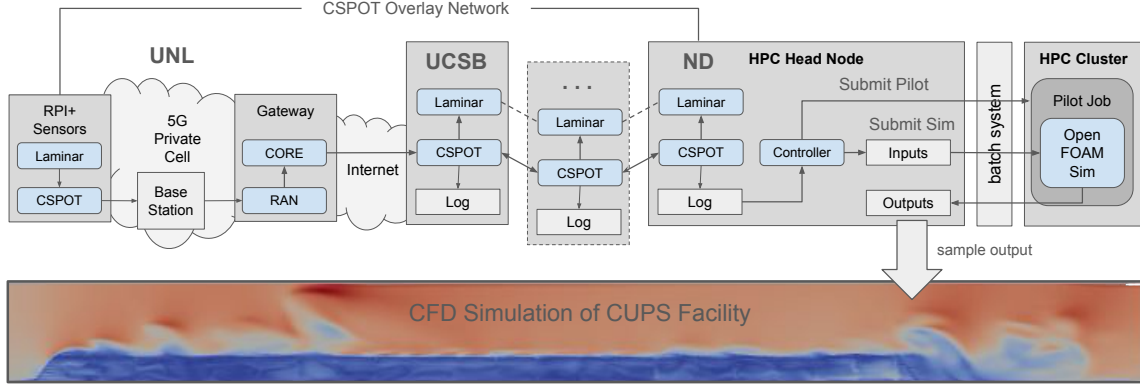 CSPOT Overlay Network
UNL
RPI+
Sensors
Laminar
CSPOT
5G
Private
Cell
Base
Station
Gateway
CORE
RAN
Internet
UCSB
Laminar
CSPOT
Log
. . .
Laminar
CSPOT
Log
ND
HPC Head Node
Laminar
CSPOT
Log
Submit Pilot
Submit Sim
Controller
Inputs
Outputs
batch system
HPC Cluster
Pilot Job
Open
FOAM
Sim
sample output
CFD Simulation of CUPS Facility